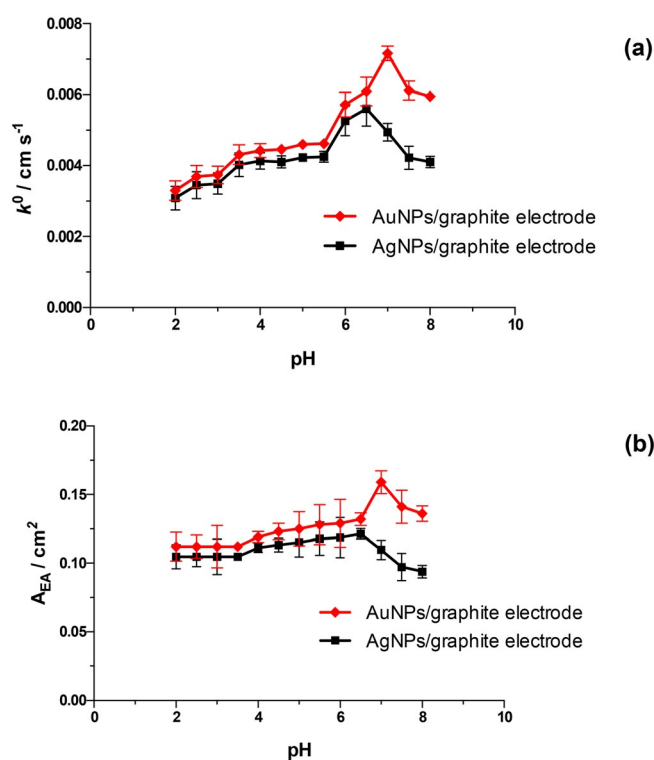 (a)
k⁰ / cm s⁻¹
0.008
0.006
0.004
0.002
0.000
AuNPs/graphite electrode
AgNPs/graphite electrode
0 2 4 6 8 10
pH
(b)
A_EA / cm²
0.20
0.15
0.10
0.05
0.00
AuNPs/graphite electrode
AgNPs/graphite electrode
0 2 4 6 8 10
pH